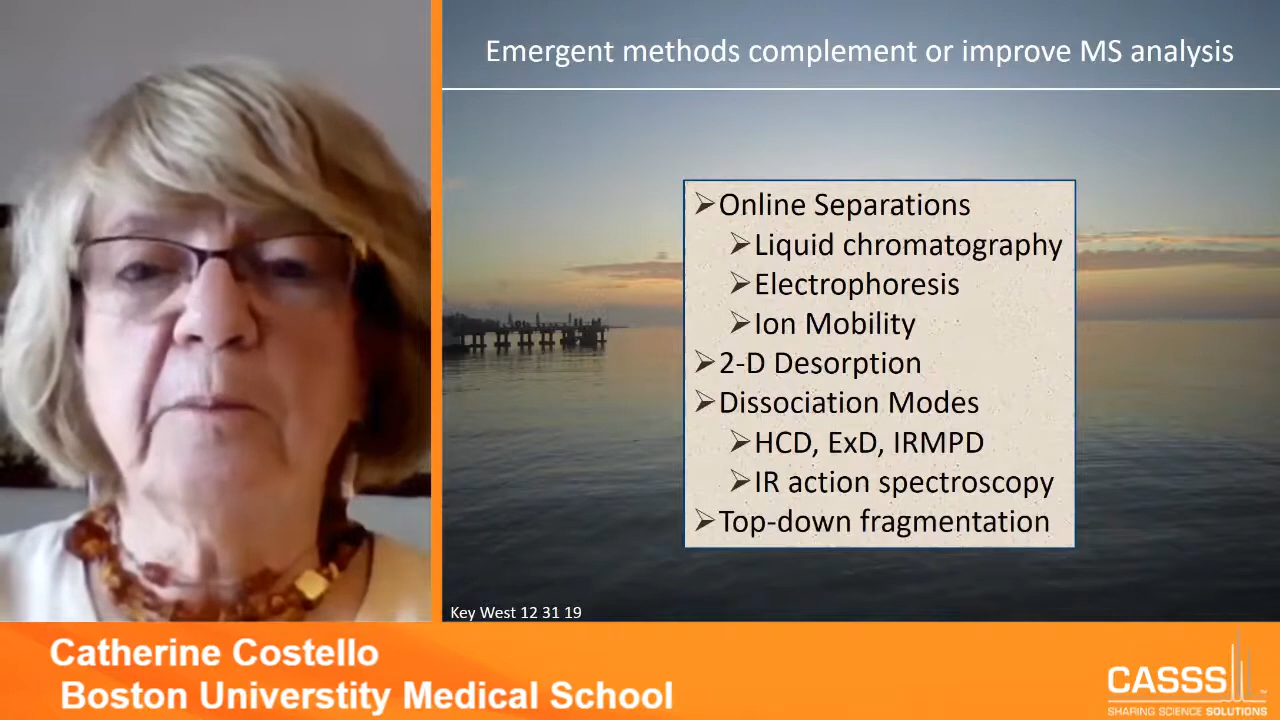 Emergent methods complement or improve MS analysis
Online Separations
Liquid chromatography
Electrophoresis
Ion Mobility
2-D Desorption
Dissociation Modes
HCD, ExD, IRMPD
IR action spectroscopy
Top-down fragmentation
Key West 12 31 19
Catherine Costello
Boston Universtity Medical School
CASSS
SHARING SCIENCE SOLUTIONS